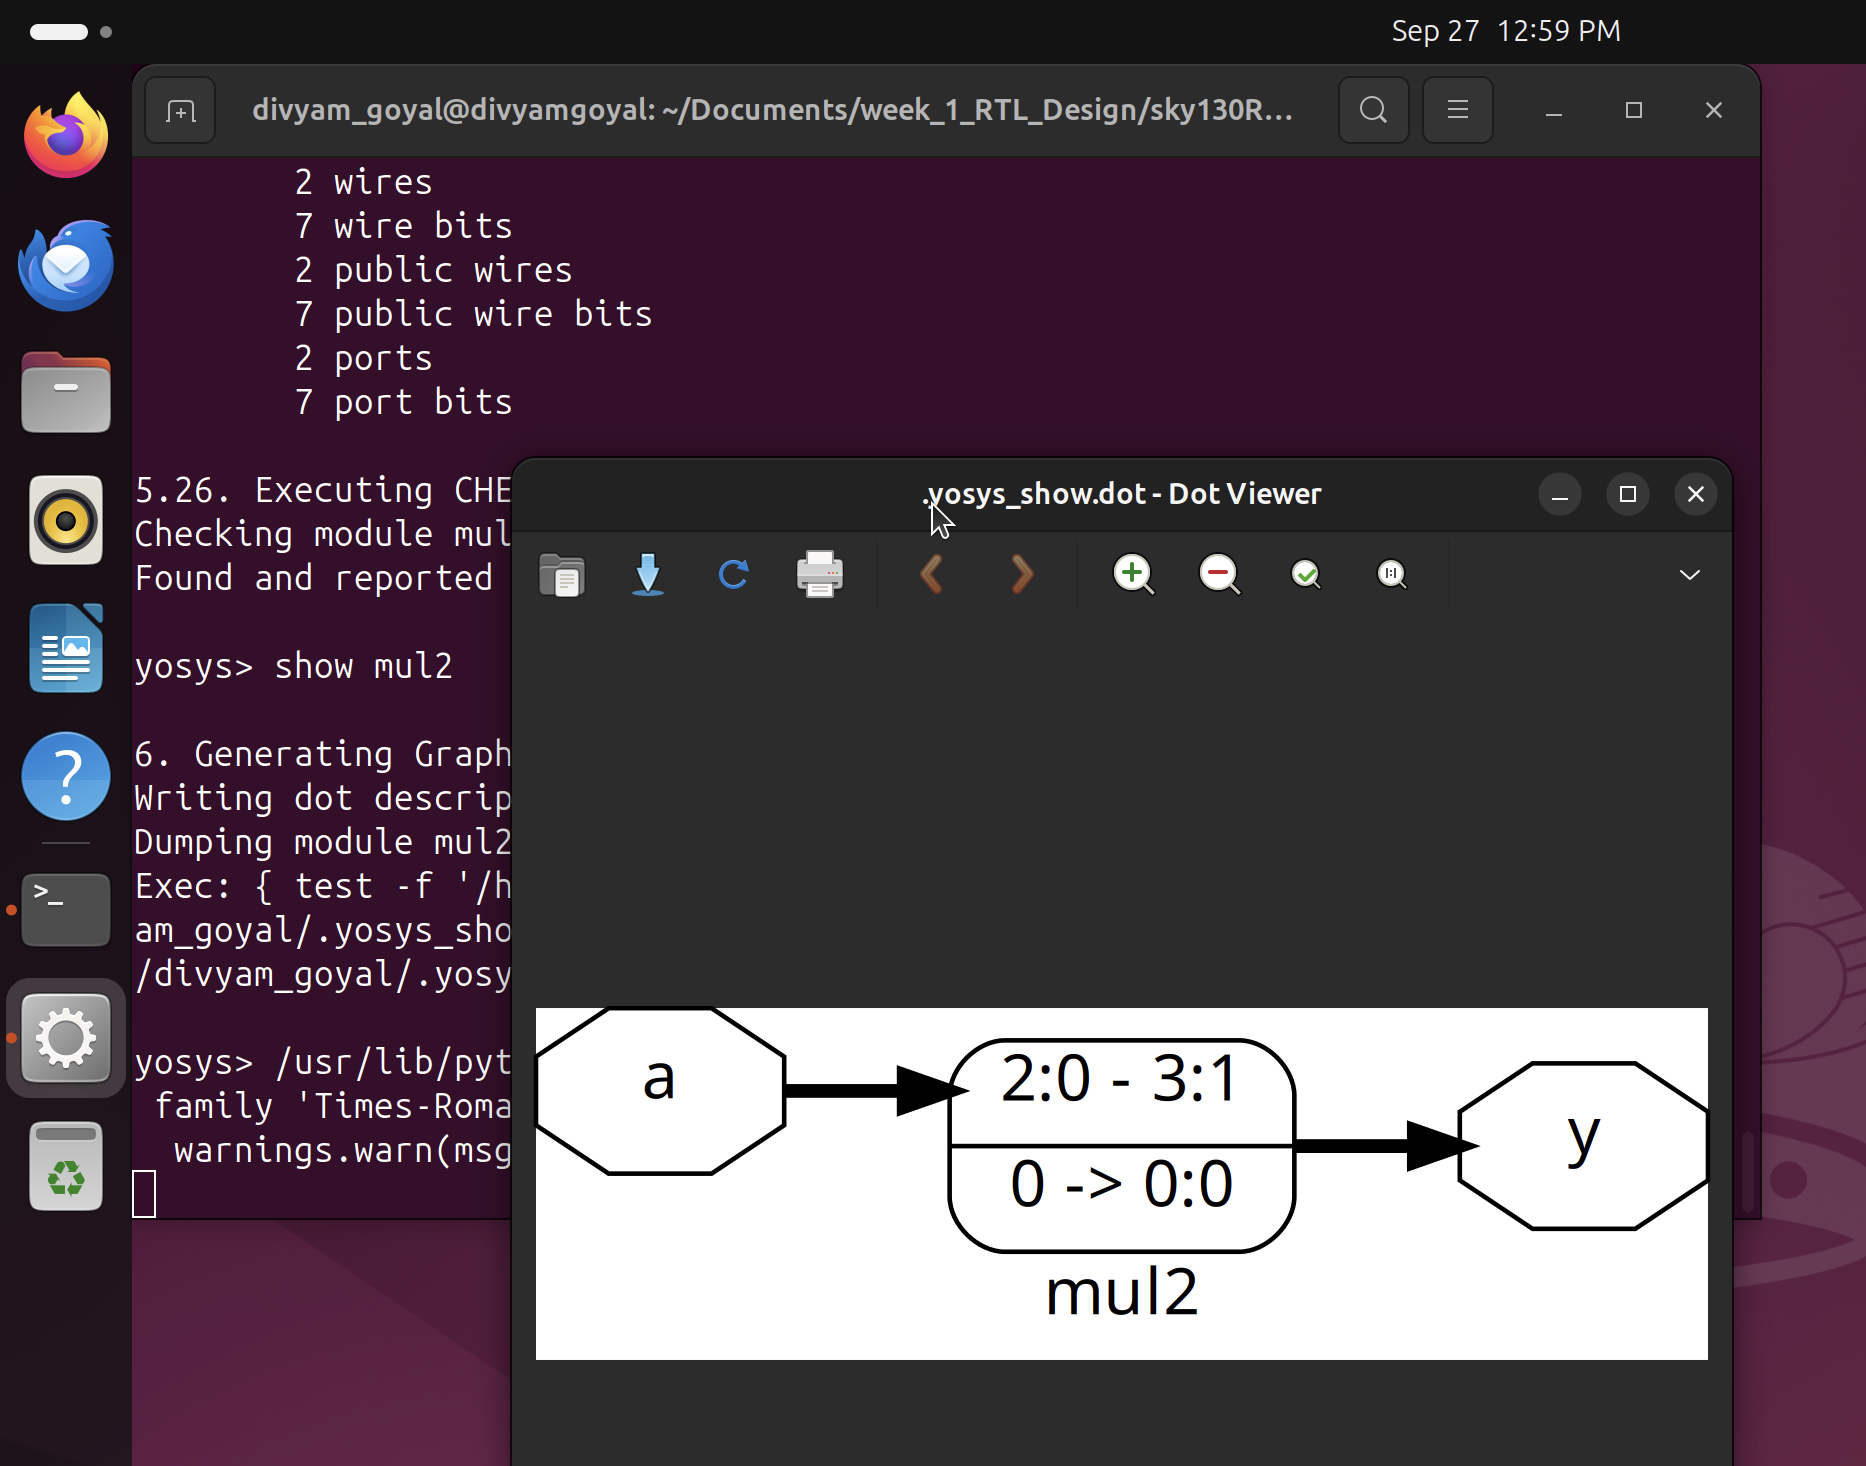 Sep 27 12:59 PM
divyam_goyal@divyamgoyal: ~/Documents/week_1_RTL_Design/sky130R...
2 wires
7 wire bits
2 public wires
7 public wire bits
2 ports
7 port bits
5.26. Executing CHE
Checking module mul
Found and reported
yosys> show mul2
6. Generating Graph
Writing dot descrip
Dumping module mul2
Exec: { test -f '/h
am_goyal/.yosys_sho
/divyam_goyal/.yosy
yosys> /usr/lib/pyt
family 'Times-Roma
warnings.warn(msg
.yosys_show.dot - Dot Viewer
a
2:0 - 3:1
0 -> 0:0
y
mul2